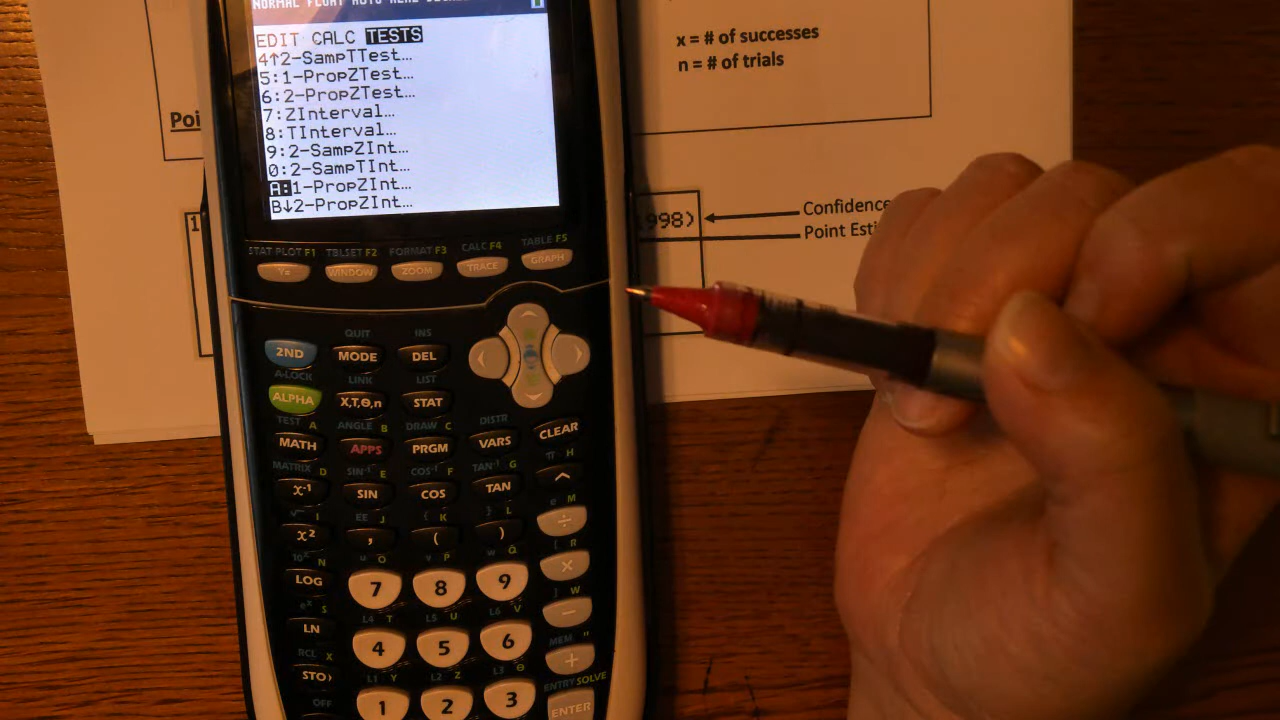 NORMAL FLOAT AUTO REAL
EDIT CALC TESTS
4↑2-SampTTest…
5:1-PropZTest…
6:2-PropZTest…
7:ZInterval…
8:TInterval…
9:2-SampZInt…
0:2-SampTInt…
A:1-PropZInt…
B↓2-PropZInt…
x = # of successes
n = # of trials
Poi
1
998)
Confidence
Point Esti
STAT PLOT F1 TBLSET F2 FORMAT F3 CALC F4 TABLE F5
Y= WINDOW ZOOM TRACE GRAPH
QUIT INS
2ND MODE DEL
A-LOCK LINK LIST
ALPHA X,T,Θ,n STAT
TEST A ANGLE B DRAW C DISTR
MATH APPS PRGM VARS CLEAR
MATRIX D SIN⁻¹ E COS⁻¹ F TAN⁻¹ G π H
x⁻¹ SIN COS TAN ^
√ I EE J { K } L e M
x² , ( ) ÷
10ˣ N u O v P w Q [ R
LOG 7 8 9 ×
eˣ S L4 T L5 U L6 V ] W
LN 4 5 6 −
RCL X L1 Y L2 Z L3 Θ MEM "
STO 1 2 3 +
OFF ENTRY SOLVE
ENTER